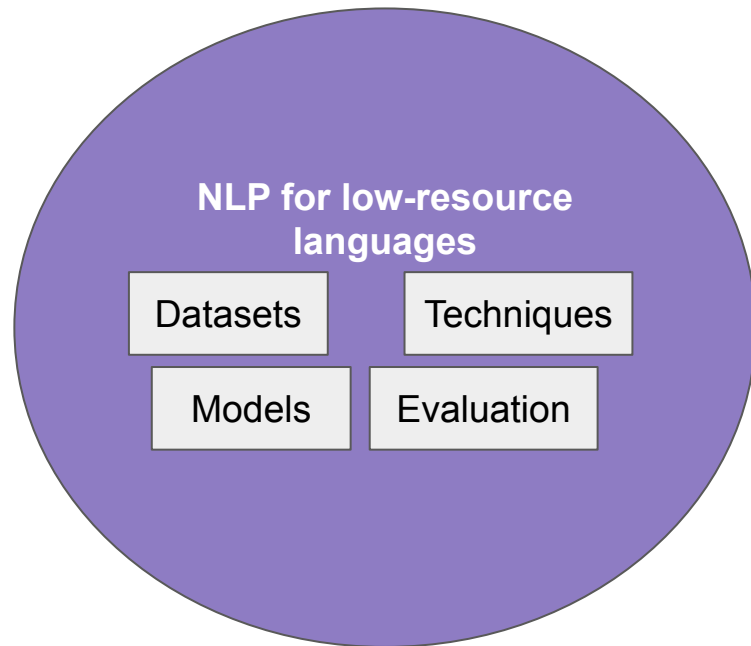 NLP for low-resource
languages
Datasets
Techniques
Models
Evaluation